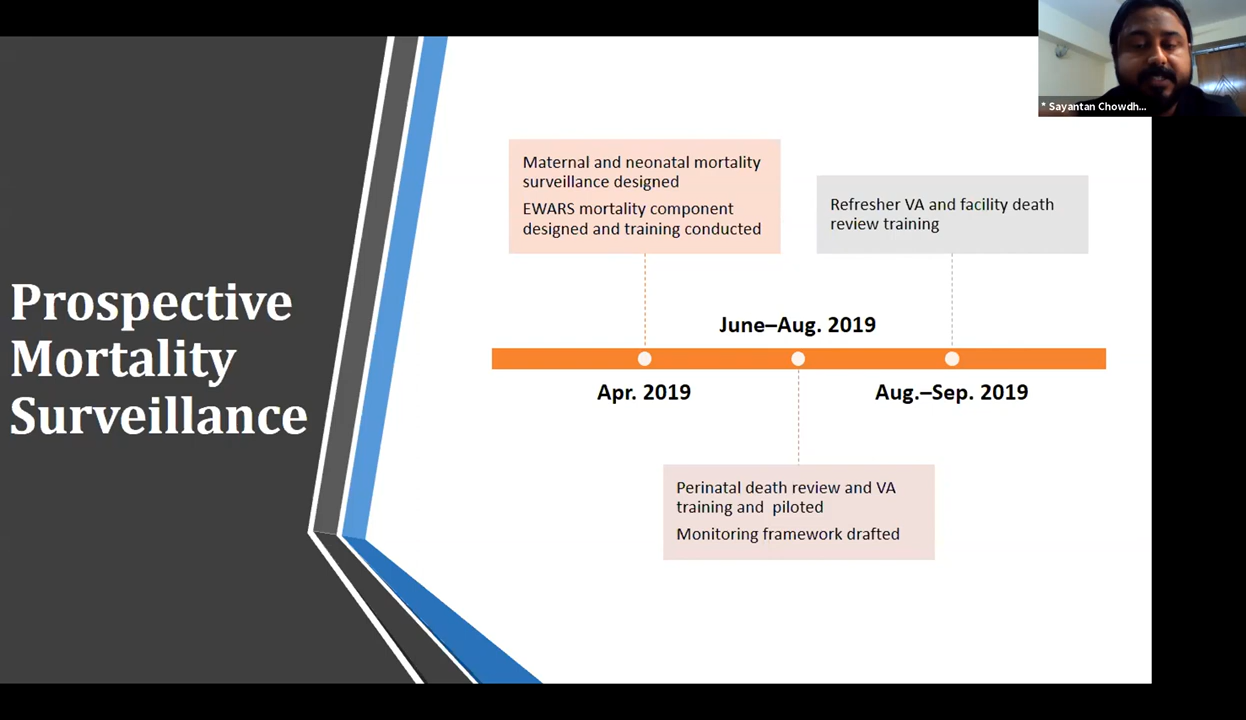 * Sayantan Chowdh...
Prospective
Mortality
Surveillance
Maternal and neonatal mortality
surveillance designed
EWARS mortality component
designed and training conducted
Refresher VA and facility death
review training
June–Aug. 2019
Apr. 2019
Aug.–Sep. 2019
Perinatal death review and VA
training and  piloted
Monitoring framework drafted